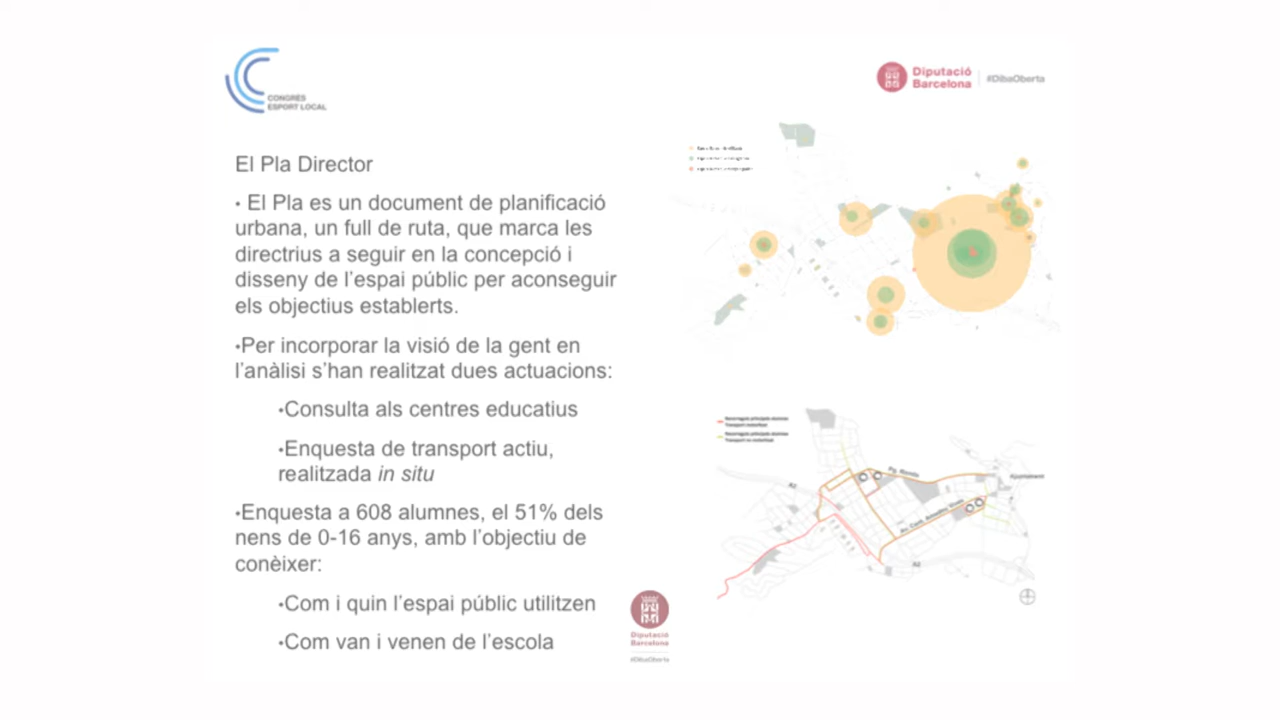 CONGRÉS
ESPORT LOCAL
Diputació
Barcelona
#DibaOberta
El Pla Director
• El Pla es un document de planificació
urbana, un full de ruta, que marca les
directrius a seguir en la concepció i
disseny de l’espai públic per aconseguir
els objectius establerts.
•Per incorporar la visió de la gent en
l’anàlisi s’han realitzat dues actuacions:
•Consulta als centres educatius
•Enquesta de transport actiu,
realitzada in situ
•Enquesta a 608 alumnes, el 51% dels
nens de 0-16 anys, amb l’objectiu de
conèixer:
•Com i quin l’espai públic utilitzen
•Com van i venen de l’escola
Diputació
Barcelona
#DibaOberta
A2
Ajuntament
A2